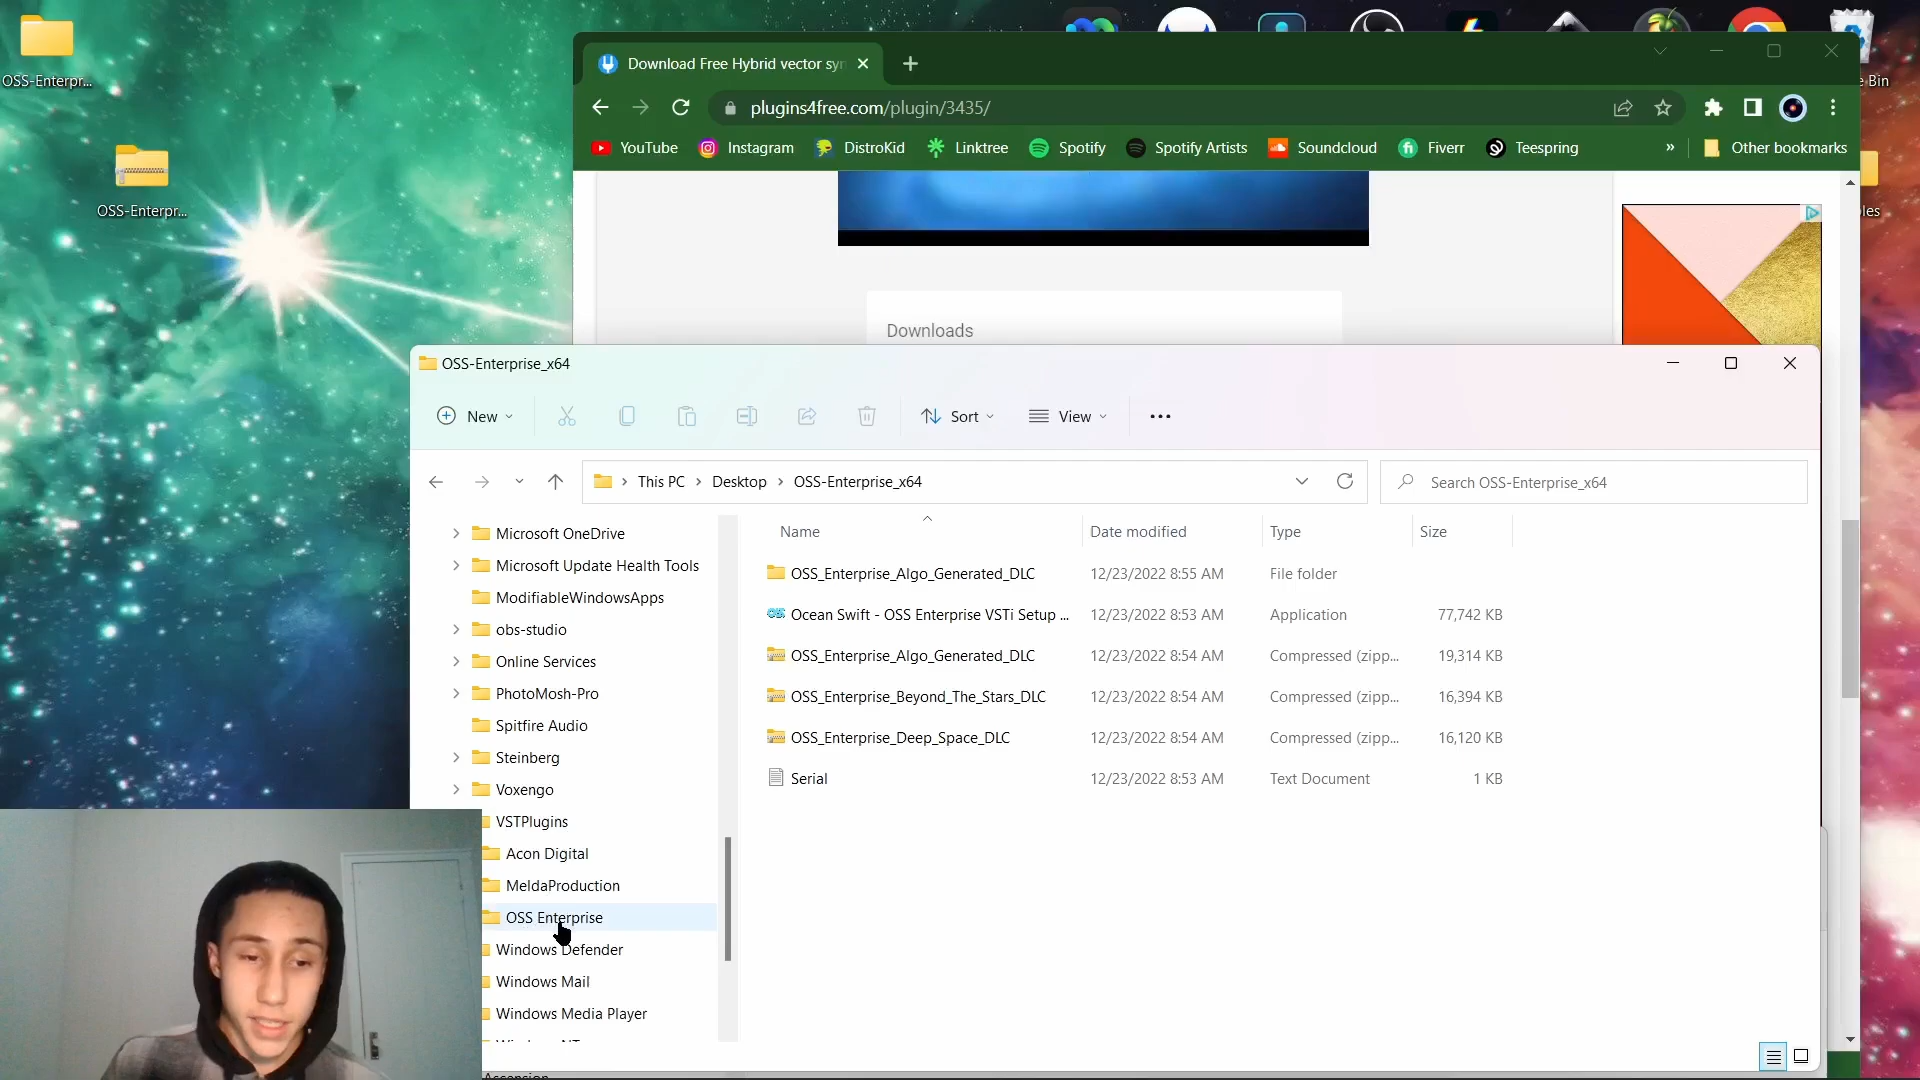 OSS-Enterpr...
OSS-Enterpr...
e Bin
les
Download Free Hybrid vector syn
plugins4free.com/plugin/3435/
YouTube
Instagram
DistroKid
Linktree
Spotify
Spotify Artists
Soundcloud
Fiverr
Teespring
»
Other bookmarks
Downloads
OSS-Enterprise_x64
New
Sort
View
This PC > Desktop > OSS-Enterprise_x64
Search OSS-Enterprise_x64
Microsoft OneDrive
Microsoft Update Health Tools
ModifiableWindowsApps
obs-studio
Online Services
PhotoMosh-Pro
Spitfire Audio
Steinberg
Voxengo
VSTPlugins
Acon Digital
MeldaProduction
OSS Enterprise
Windows Defender
Windows Mail
Windows Media Player
Name Date modified Type Size
OSS_Enterprise_Algo_Generated_DLC 12/23/2022 8:55 AM File folder
Ocean Swift - OSS Enterprise VSTi Setup ... 12/23/2022 8:53 AM Application 77,742 KB
OSS_Enterprise_Algo_Generated_DLC 12/23/2022 8:54 AM Compressed (zipp... 19,314 KB
OSS_Enterprise_Beyond_The_Stars_DLC 12/23/2022 8:54 AM Compressed (zipp... 16,394 KB
OSS_Enterprise_Deep_Space_DLC 12/23/2022 8:54 AM Compressed (zipp... 16,120 KB
Serial 12/23/2022 8:53 AM Text Document 1 KB